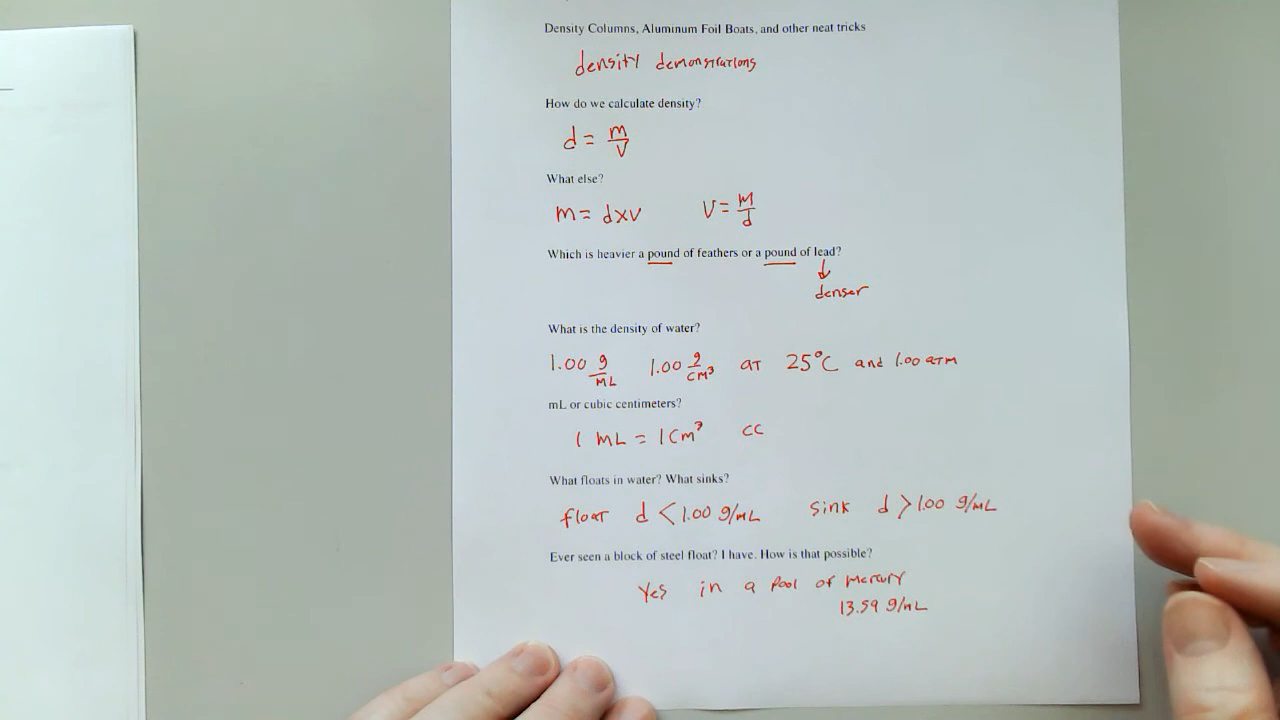 Density Columns, Aluminum Foil Boats, and other neat tricks
density demonstrations
How do we calculate density?
d = m/V
What else?
m = dxv V = m/d
Which is heavier a pound of feathers or a pound of lead?
↓
denser
What is the density of water?
1.00 g/mL 1.00 g/cm³ at 25°C and 1.00 atm
mL or cubic centimeters?
1 mL = 1cm³ cc
What floats in water? What sinks?
float d < 1.00 g/mL sink d > 1.00 g/mL
Ever seen a block of steel float? I have. How is that possible?
Yes in a pool of mercury
13.59 g/mL